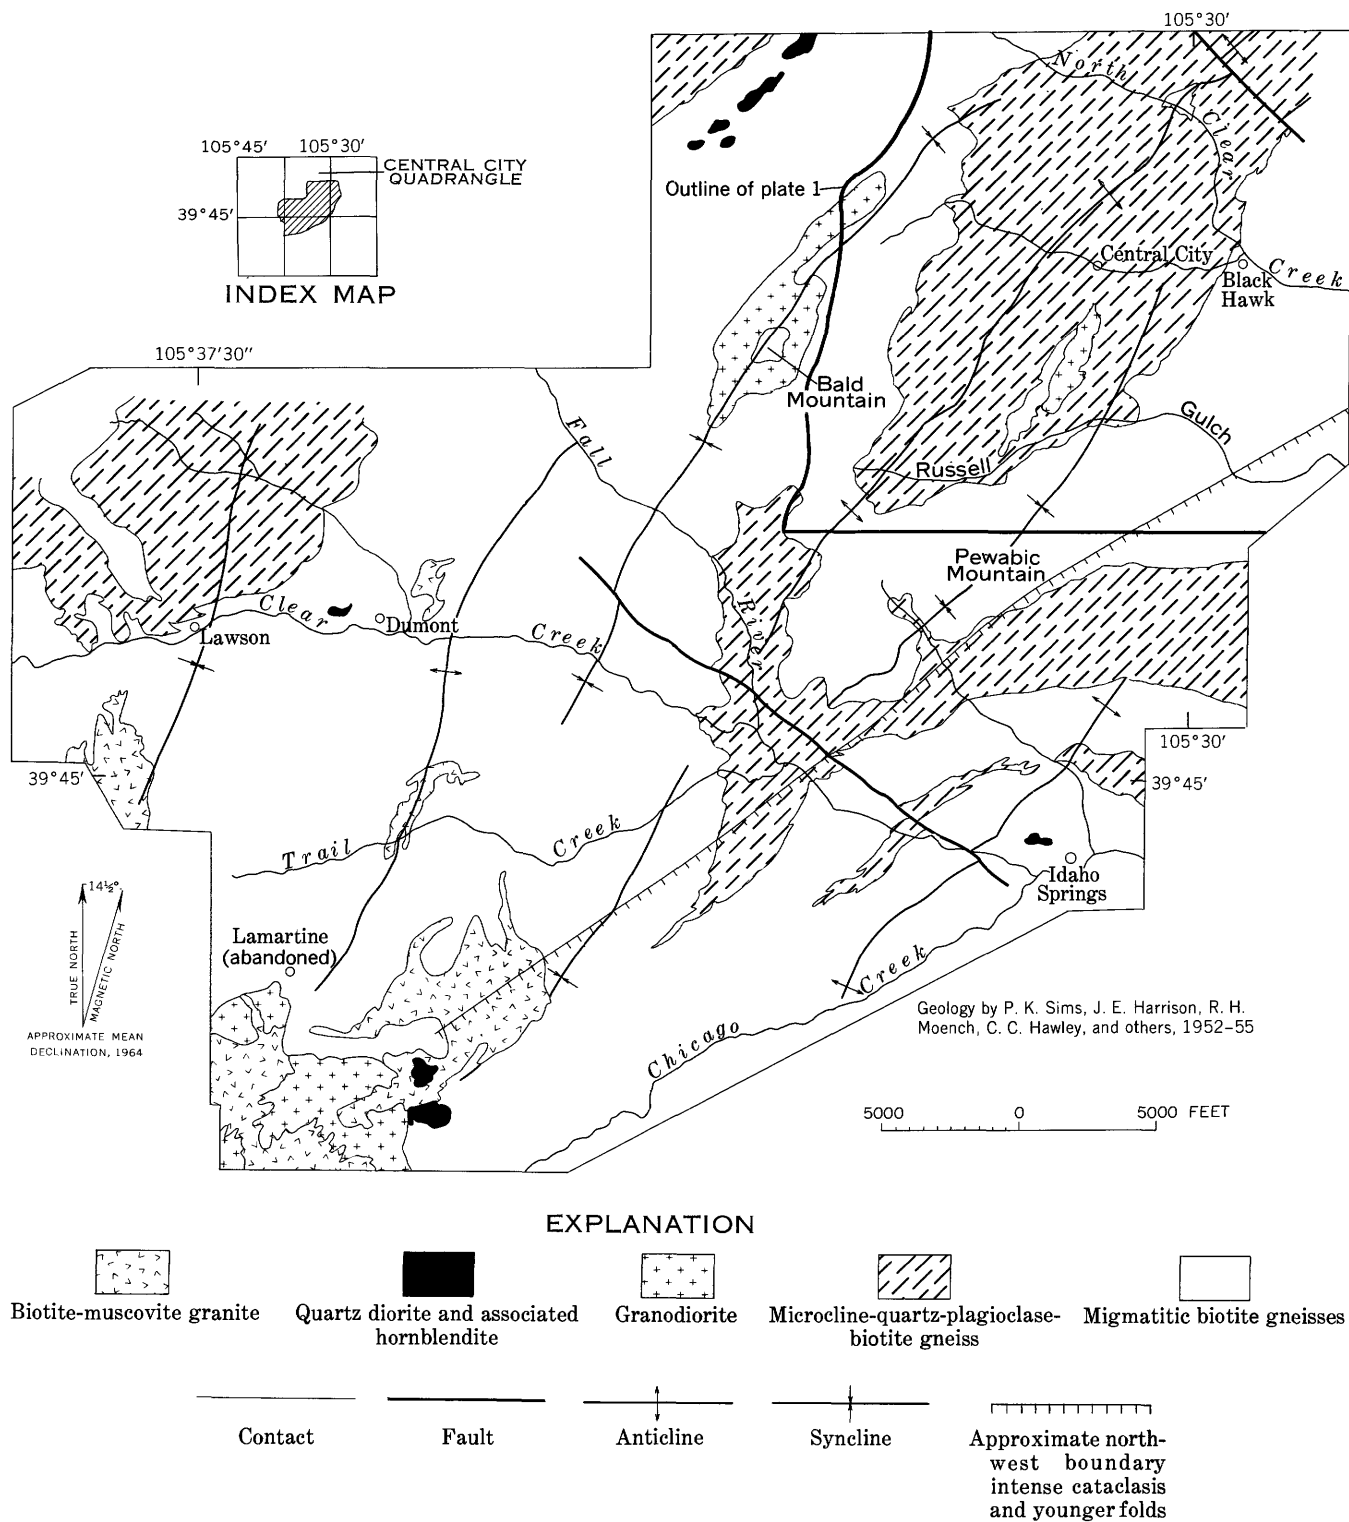 105°30′
North
Clear
Creek
105°45′ 105°30′
CENTRAL CITY
QUADRANGLE
39°45′
INDEX MAP
Outline of plate 1
Central City
Black
Hawk
105°37′30″
Bald
Mountain
Fall
River
Russell
Gulch
Pewabic
Mountain
Clear
Creek
Lawson
Dumont
105°30′
39°45′
39°45′
Trail
Creek
Idaho
Springs
14½°
TRUE NORTH
MAGNETIC NORTH
APPROXIMATE MEAN
DECLINATION, 1964
Lamartine
(abandoned)
Chicago
Creek
Geology by P. K. Sims, J. E. Harrison, R. H.
Moench, C. C. Hawley, and others, 1952–55
5000 0 5000 FEET
EXPLANATION
Biotite-muscovite granite
Quartz diorite and associated
hornblendite
Granodiorite
Microcline-quartz-plagioclase-
biotite gneiss
Migmatitic biotite gneisses
Contact
Fault
Anticline
Syncline
Approximate north-
west boundary
intense cataclasis
and younger folds